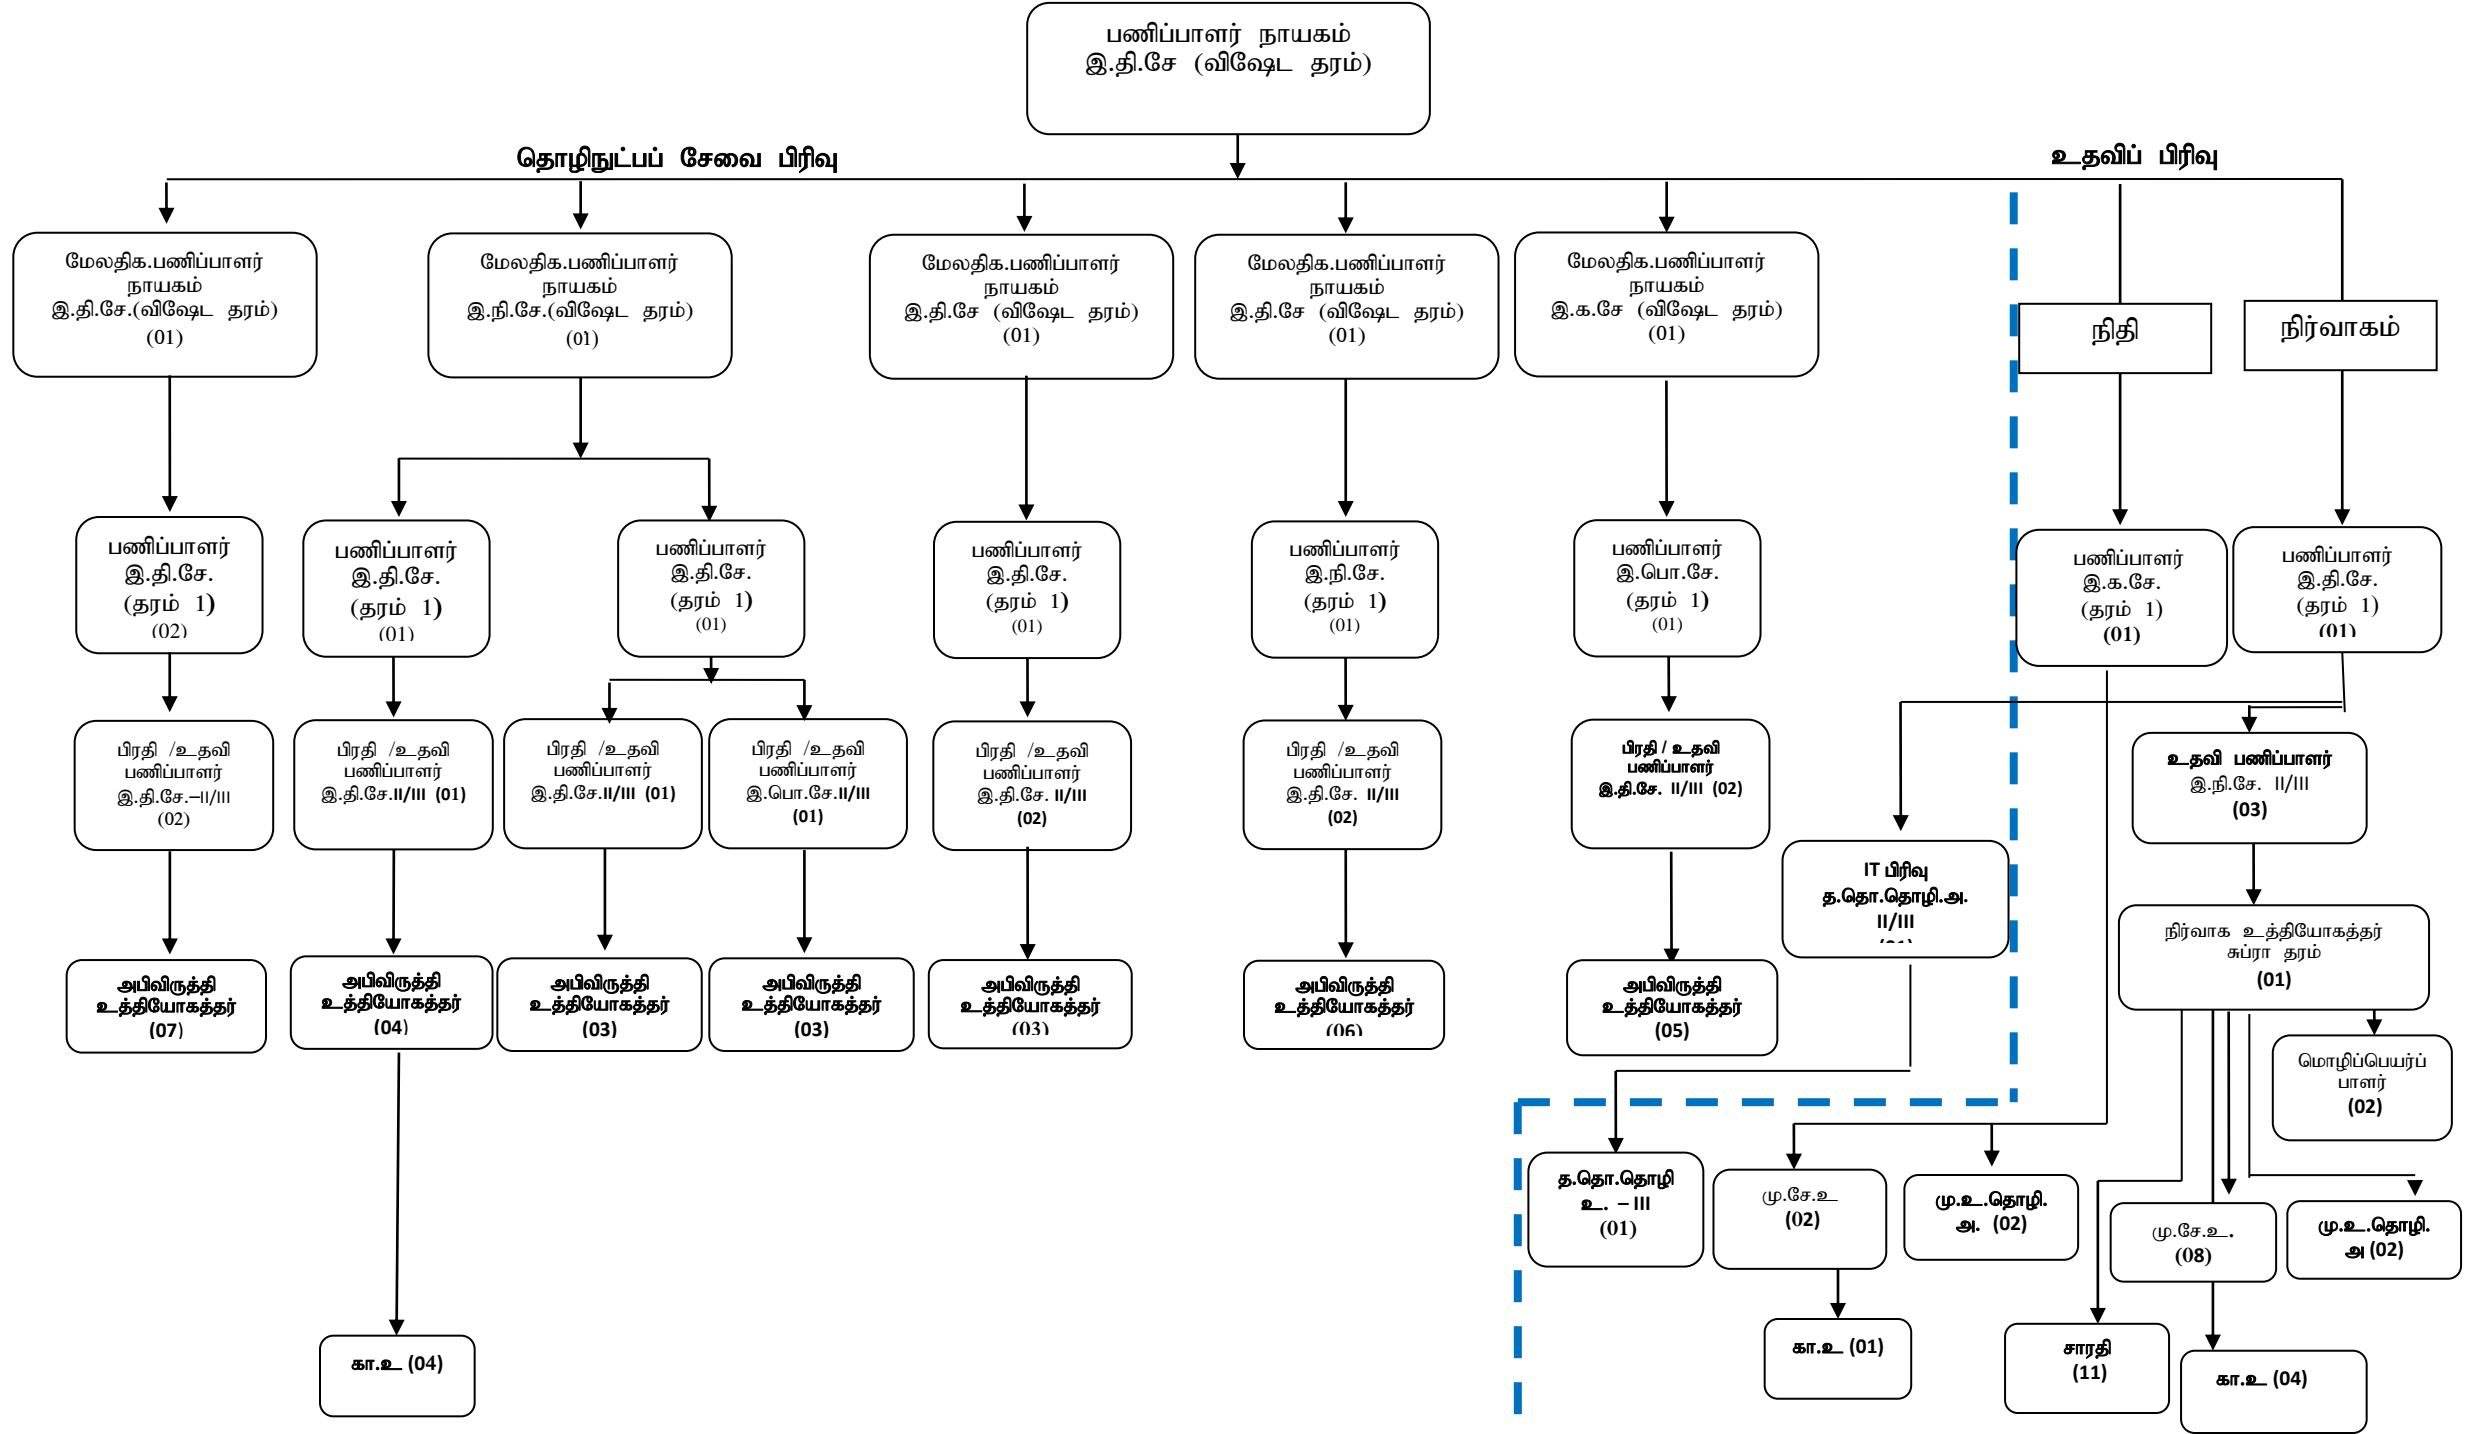 பணிப்பாளர் நாயகம்
இ.தி.சே (விஷேட தரம்)
தொழிநுட்பப் சேவை பிரிவு
உதவிப் பிரிவு
மேலதிக.பணிப்பாளர்
நாயகம்
இ.தி.சே.(விஷேட தரம்)
(01)
மேலதிக.பணிப்பாளர்
நாயகம்
இ.நி.சே.(விஷேட தரம்)
(01)
மேலதிக.பணிப்பாளர்
நாயகம்
இ.தி.சே (விஷேட தரம்)
(01)
மேலதிக.பணிப்பாளர்
நாயகம்
இ.தி.சே (விஷேட தரம்)
(01)
மேலதிக.பணிப்பாளர்
நாயகம்
இ.க.சே (விஷேட தரம்)
(01)
நிதி
நிர்வாகம்
பணிப்பாளர்
இ.தி.சே.
(தரம் 1)
(02)
பணிப்பாளர்
இ.தி.சே.
(தரம் 1)
(01)
பணிப்பாளர்
இ.தி.சே.
(தரம் 1)
(01)
பணிப்பாளர்
இ.தி.சே.
(தரம் 1)
(01)
பணிப்பாளர்
இ.நி.சே.
(தரம் 1)
(01)
பணிப்பாளர்
இ.பொ.சே.
(தரம் 1)
(01)
பணிப்பாளர்
இ.க.சே.
(தரம் 1)
(01)
பணிப்பாளர்
இ.தி.சே.
(தரம் 1)
(01)
பிரதி /உதவி
பணிப்பாளர்
இ.தி.சே.–II/III
(02)
பிரதி /உதவி
பணிப்பாளர்
இ.தி.சே.II/III (01)
பிரதி /உதவி
பணிப்பாளர்
இ.தி.சே.II/III (01)
பிரதி /உதவி
பணிப்பாளர்
இ.பொ.சே.II/III
(01)
பிரதி /உதவி
பணிப்பாளர்
இ.தி.சே. II/III
(02)
பிரதி /உதவி
பணிப்பாளர்
இ.தி.சே. II/III
(02)
பிரதி / உதவி
பணிப்பாளர்
இ.தி.சே. II/III (02)
உதவி பணிப்பாளர்
இ.நி.சே. II/III
(03)
IT பிரிவு
த.தொ.தொழி.அ.
II/III
நிர்வாக உத்தியோகத்தர்
சுப்ரா தரம்
(01)
அபிவிருத்தி
உத்தியோகத்தர்
(07)
அபிவிருத்தி
உத்தியோகத்தர்
(04)
அபிவிருத்தி
உத்தியோகத்தர்
(03)
அபிவிருத்தி
உத்தியோகத்தர்
(03)
அபிவிருத்தி
உத்தியோகத்தர்
(03)
அபிவிருத்தி
உத்தியோகத்தர்
(06)
அபிவிருத்தி
உத்தியோகத்தர்
(05)
மொழிப்பெயர்ப்
பாளர்
(02)
த.தொ.தொழி
உ. – III
(01)
மு.சே.உ
(02)
மு.உ.தொழி.
அ. (02)
மு.சே.உ.
(08)
மு.உ.தொழி.
அ (02)
கா.உ (04)
கா.உ (01)
சாரதி
(11)
கா.உ (04)